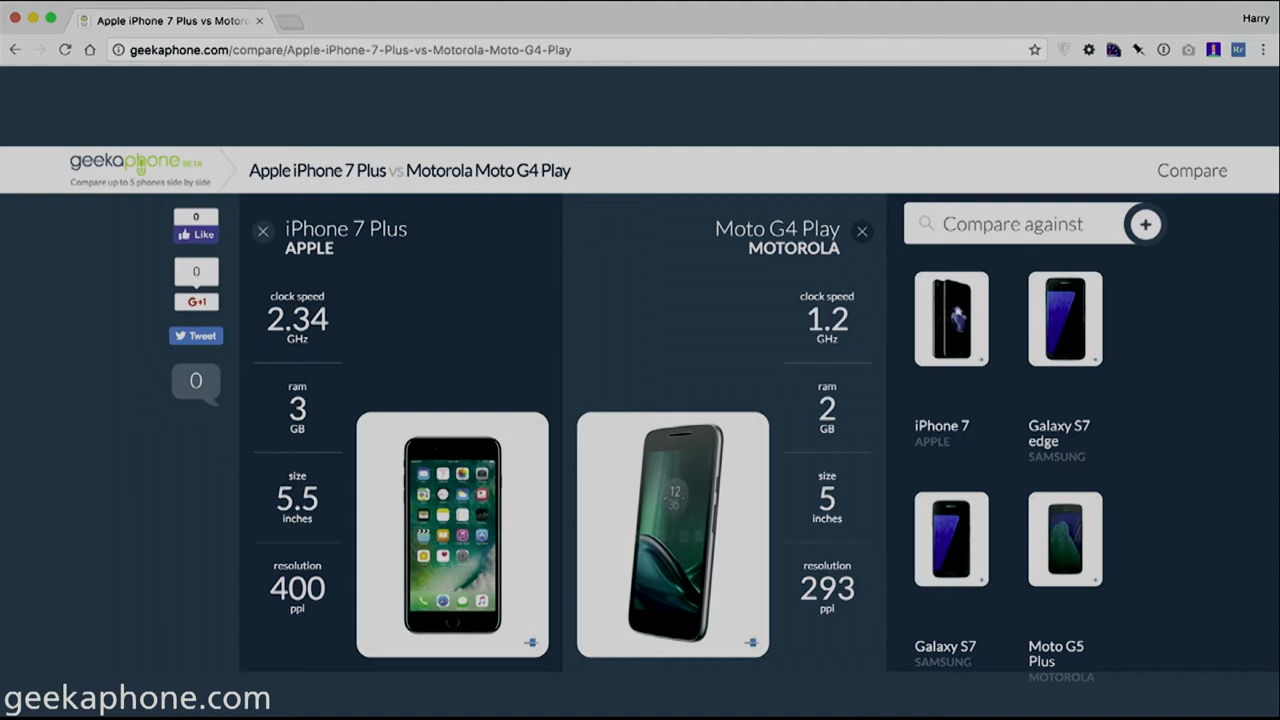 Apple iPhone 7 Plus vs Motoro
Harry
geekaphone.com/compare/Apple-iPhone-7-Plus-vs-Motorola-Moto-G4-Play
geekaphone BETA
Compare up to 5 phones side by side
Apple iPhone 7 Plus vs Motorola Moto G4 Play
Compare
0
Like
0
G+1
Tweet
0
iPhone 7 Plus
APPLE
clock speed
2.34
GHz
ram
3
GB
size
5.5
inches
resolution
400
ppl
Moto G4 Play
MOTOROLA
clock speed
1.2
GHz
ram
2
GB
size
5
inches
resolution
293
ppl
12
36
Compare against
iPhone 7
APPLE
Galaxy S7
edge
SAMSUNG
Galaxy S7
SAMSUNG
Moto G5
Plus
MOTOROLA
geekaphone.com